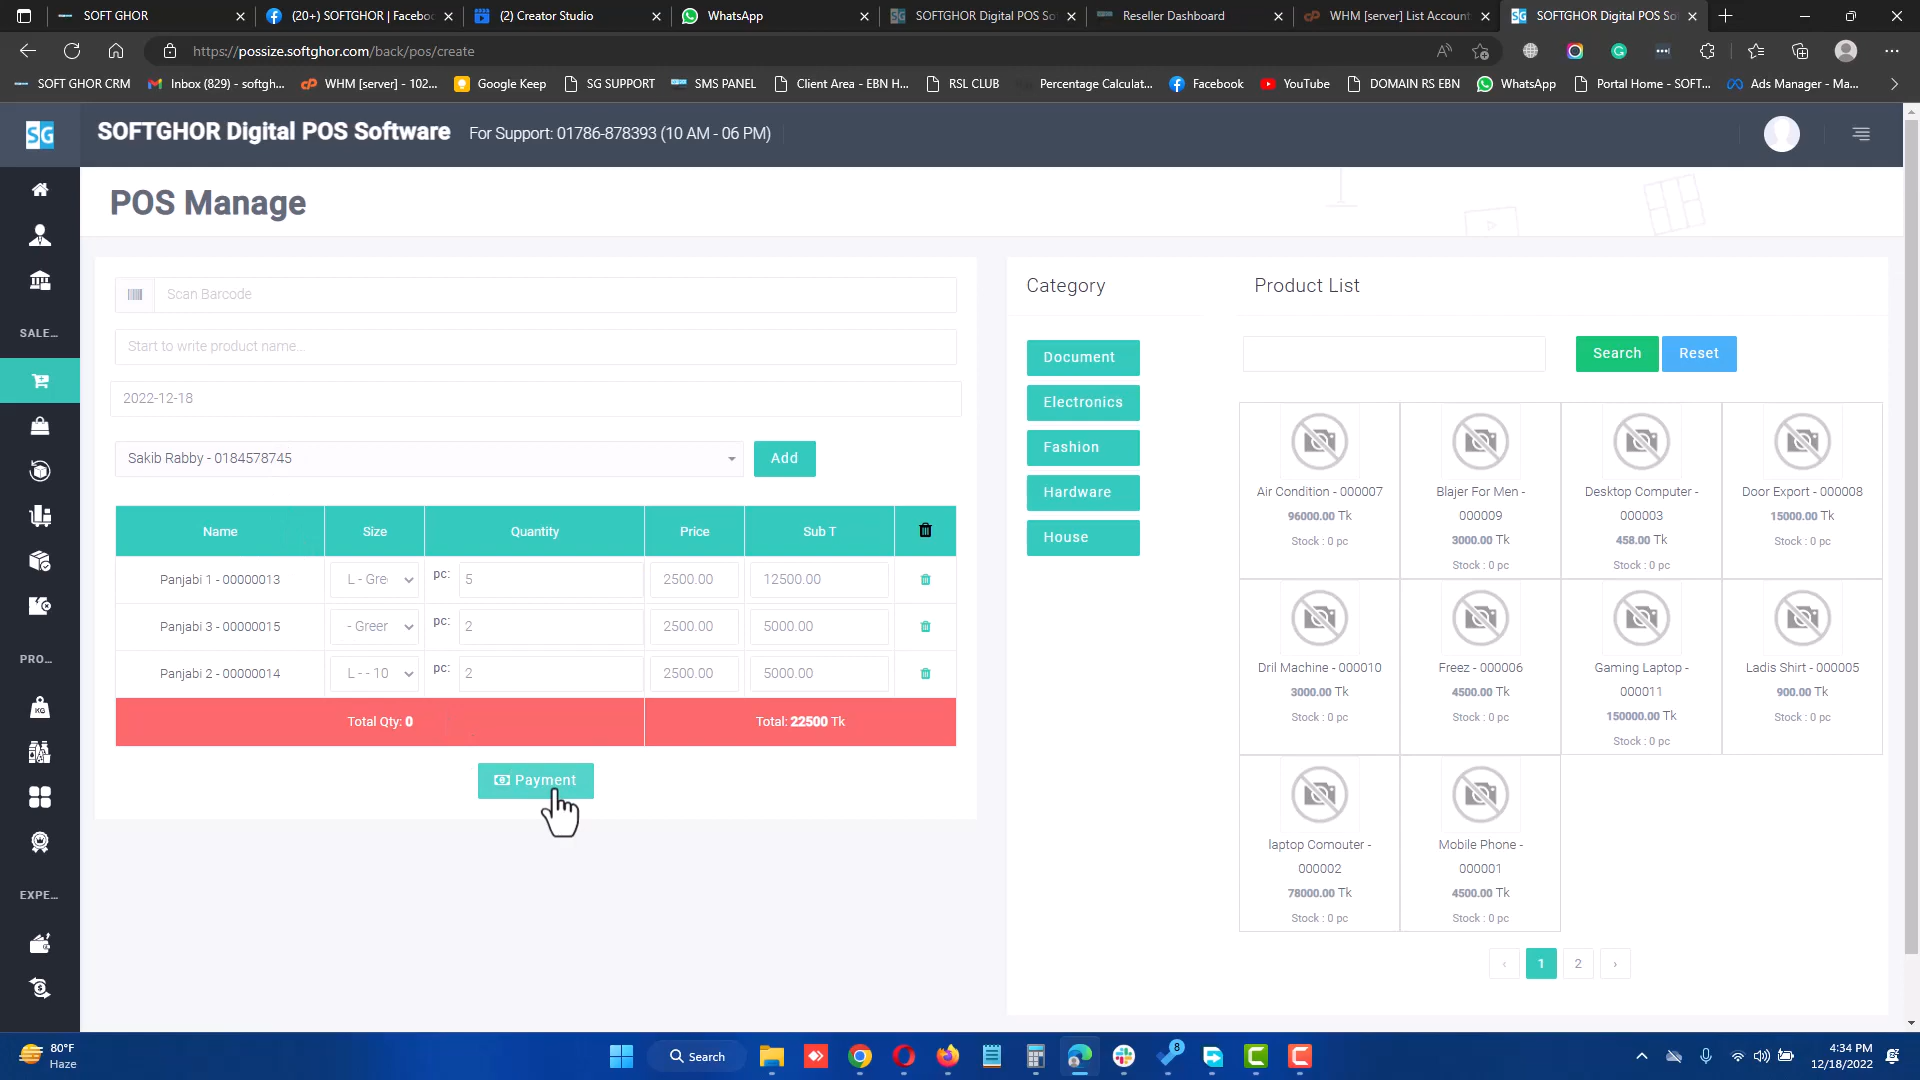 SOFT GHOR
(20+) SOFTGHOR | Facebo
(2) Creator Studio
WhatsApp
SOFTGHOR Digital POS So
Reseller Dashboard
WHM [server] List Account
SOFTGHOR Digital POS So
https://possize.softghor.com/back/pos/create
SOFT GHOR CRM
Inbox (829) - softgh...
WHM [server] - 102...
Google Keep
SG SUPPORT
SMS PANEL
Client Area - EBN H...
RSL CLUB
Percentage Calculat...
Facebook
YouTube
DOMAIN RS EBN
WhatsApp
Portal Home - SOFT...
Ads Manager - Ma...
SG
SOFTGHOR Digital POS Software
For Support: 01786-878393 (10 AM - 06 PM)
POS Manage
SALE...
PRO...
KG
EXPE...
Scan Barcode
Start to write product name...
2022-12-18
Sakib Rabby - 0184578745
Add
Name Size Quantity Price Sub T
Panjabi 1 - 00000013 L - Gre pc: 5 2500.00 12500.00
Panjabi 3 - 00000015 - Green pc: 2 2500.00 5000.00
Panjabi 2 - 00000014 L - - 10 pc: 2 2500.00 5000.00
Total Qty: 0 Total: 22500 Tk
Payment
Category
Document
Electronics
Fashion
Hardware
House
Product List
Search Reset
Air Condition - 000007
96000.00 Tk
Stock : 0 pc
Blajer For Men -
000009
3000.00 Tk
Stock : 0 pc
Desktop Computer -
000003
458.00 Tk
Stock : 0 pc
Door Export - 000008
15000.00 Tk
Stock : 0 pc
Dril Machine - 000010
3000.00 Tk
Stock : 0 pc
Freez - 000006
4500.00 Tk
Stock : 0 pc
Gaming Laptop -
000011
150000.00 Tk
Stock : 0 pc
Ladis Shirt - 000005
900.00 Tk
Stock : 0 pc
laptop Comouter -
000002
78000.00 Tk
Stock : 0 pc
Mobile Phone -
000001
4500.00 Tk
Stock : 0 pc
‹ 1 2 ›
80°F
Haze
Search
8
4:34 PM
12/18/2022